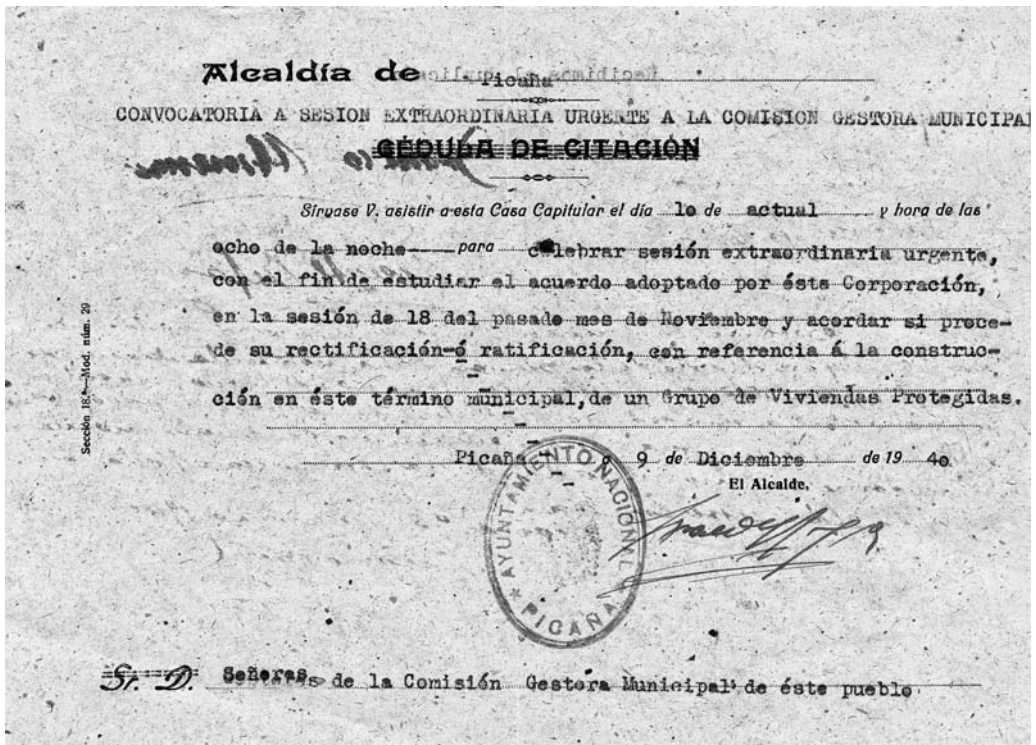 Alcaldía de Picaña
CONVOCATORIA A SESION EXTRAORDINARIA URGENTE A LA COMISION GESTORA MUNICIPAL
CÉDULA DE CITACIÓN
Sírvase V. asistir a esta Casa Capitular el día 10 de actual y hora de las
ocho de la noche---para celebrar sesión extraordinaria urgente,
con el fin de estudiar el acuerdo adoptado por ésta Corporación,
en la sesión de 18 del pasado mes de Noviembre y acordar si proce-
de su rectificación ó ratificación, con referencia á la construc-
ción en éste término municipal, de un Grupo de Viviendas Protegidas.
Picaña a 9 de Diciembre de 19 40
El Alcalde,
AYUNTAMIENTO NACIONAL
PICAÑA
Sr. D. Señores de la Comisión Gestora Municipal de éste pueblo
Sección 18.ª—Mod. núm. 29